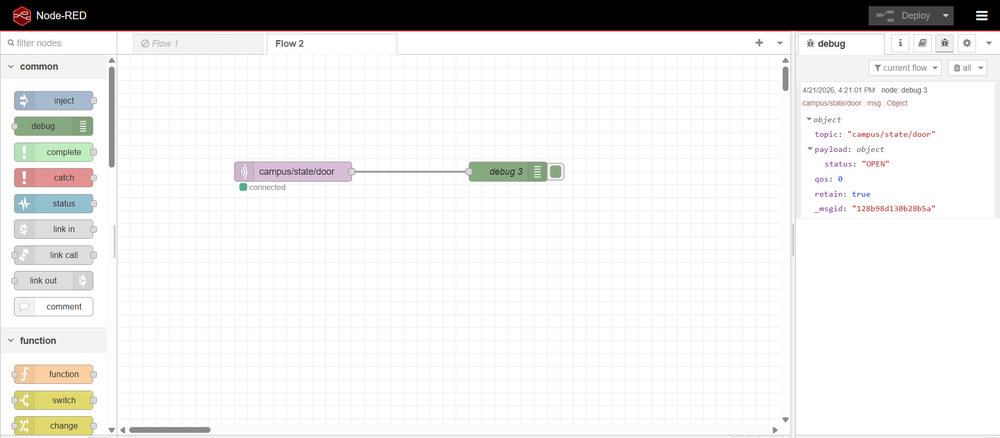 Node-RED
Deploy
filter nodes
Flow 1
Flow 2
debug
i
current flow
all
common
inject
debug
complete
catch
status
link in
link call
link out
comment
function
function
switch
change
campus/state/door
connected
debug 3
4/21/2026, 4:21:01 PM node: debug 3
campus/state/door : msg : Object
object
topic: "campus/state/door"
payload: object
status: "OPEN"
qos: 0
retain: true
_msgid: "128b98d130b28b5a"